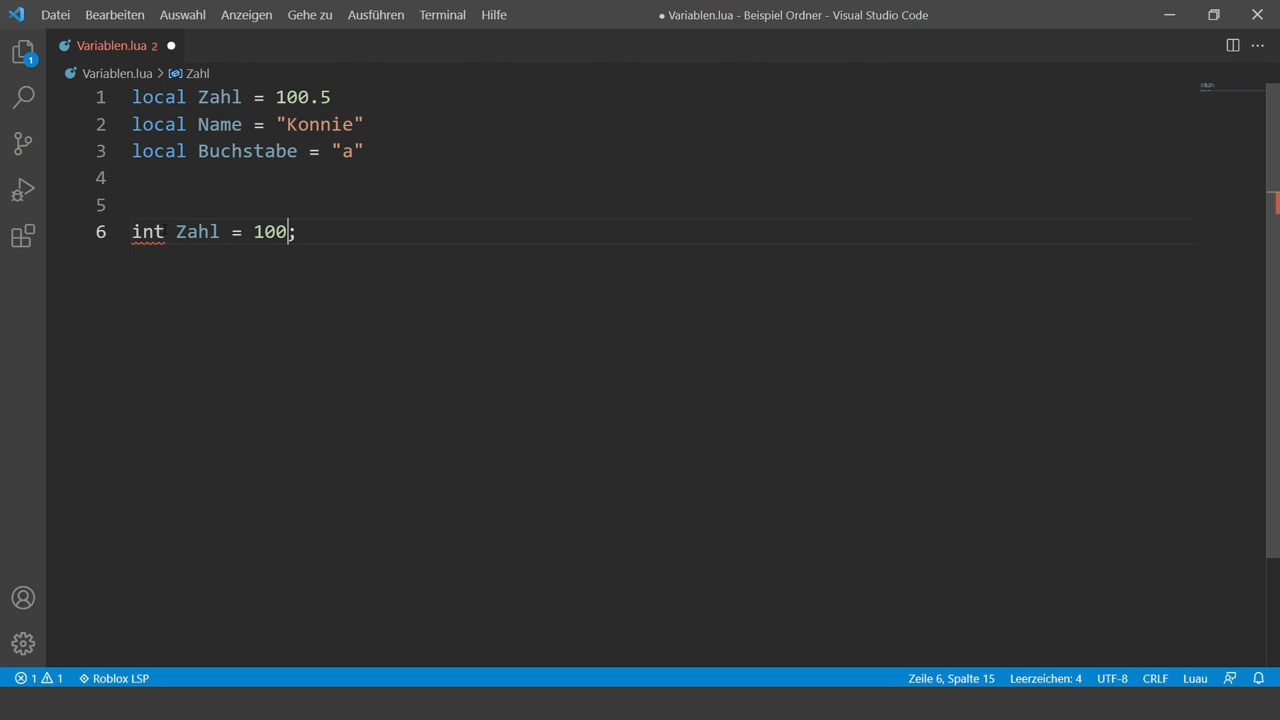 Datei Bearbeiten Auswahl Anzeigen Gehe zu Ausführen Terminal Hilfe ● Variablen.lua - Beispiel Ordner - Visual Studio Code
Variablen.lua 2
Variablen.lua > Zahl
1 local Zahl = 100.5
2 local Name = "Konnie"
3 local Buchstabe = "a"
4
5
6 int Zahl = 100;
1
1 1 Roblox LSP Zeile 6, Spalte 15 Leerzeichen: 4 UTF-8 CRLF Luau